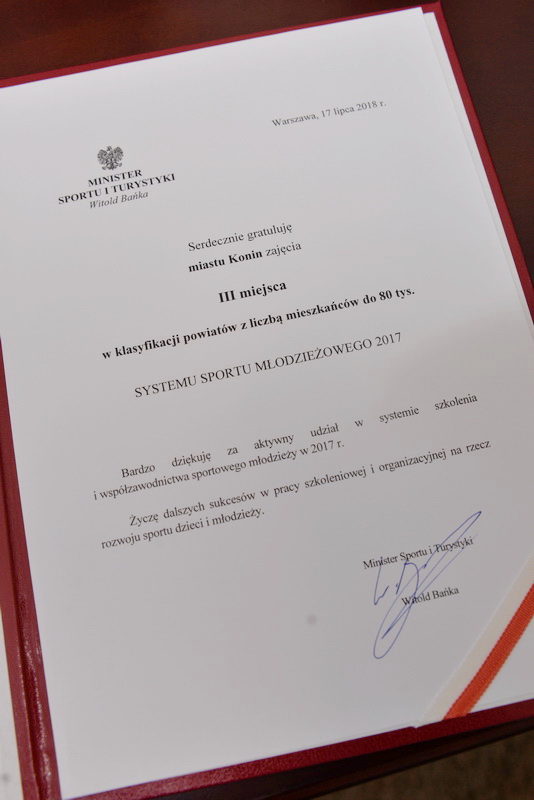 Warszawa, 17 lipca 2018 r.
MINISTER
SPORTU I TURYSTYKI
Witold Bańka
Serdecznie gratuluję
miastu Konin zajęcia
III miejsca
w klasyfikacji powiatów z liczbą mieszkańców do 80 tys.
SYSTEMU SPORTU MŁODZIEŻOWEGO 2017
Bardzo dziękuję za aktywny udział w systemie szkolenia
i współzawodnictwa sportowego młodzieży w 2017 r.
Życzę dalszych sukcesów w pracy szkoleniowej i organizacyjnej na rzecz
rozwoju sportu dzieci i młodzieży.
Minister Sportu i Turystyki
Witold Bańka